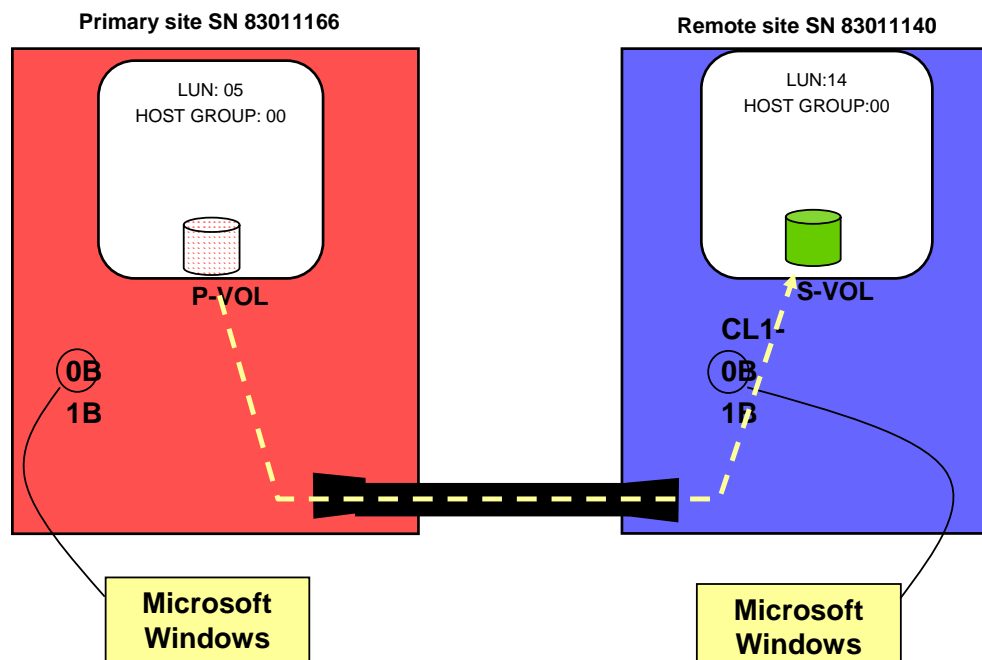 Primary site SN 83011166
LUN: 05
HOST GROUP: 00
P-VOL
0B
1B
Microsoft
Windows
Remote site SN 83011140
LUN:14
HOST GROUP:00
S-VOL
CL1-
0B
1B
Microsoft
Windows